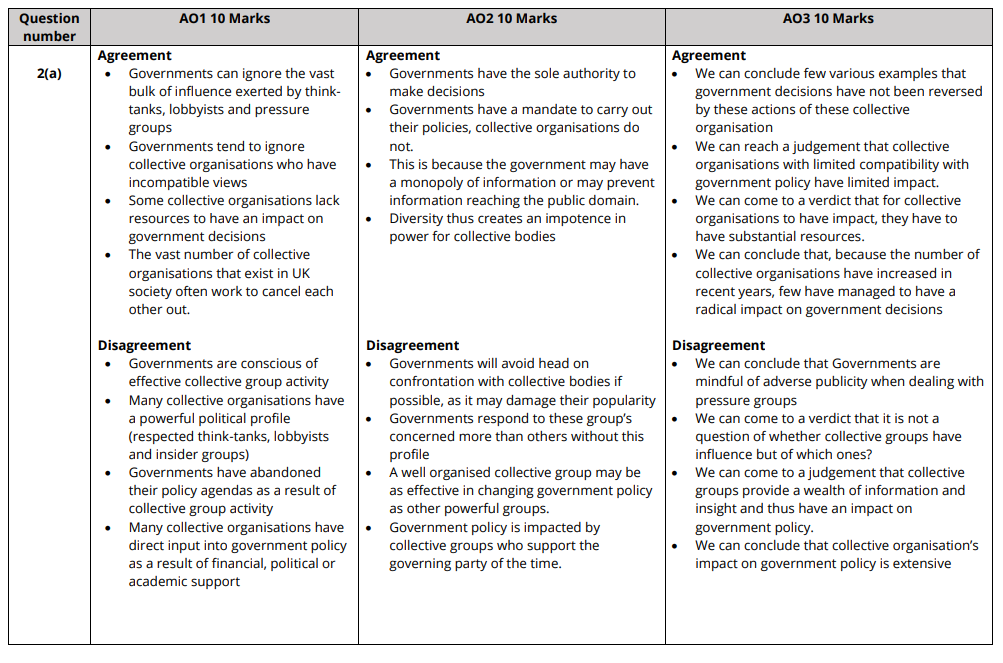 Question
number
AO1 10 Marks
AO2 10 Marks
AO3 10 Marks
2(a)
Agreement
• Governments can ignore the vast
bulk of influence exerted by think-
tanks, lobbyists and pressure
groups
• Governments tend to ignore
collective organisations who have
incompatible views
• Some collective organisations lack
resources to have an impact on
government decisions
• The vast number of collective
organisations that exist in UK
society often work to cancel each
other out.
Disagreement
• Governments are conscious of
effective collective group activity
• Many collective organisations have
a powerful political profile
(respected think-tanks, lobbyists
and insider groups)
• Governments have abandoned
their policy agendas as a result of
collective group activity
• Many collective organisations have
direct input into government policy
as a result of financial, political or
academic support
Agreement
• Governments have the sole authority to
make decisions
• Governments have a mandate to carry out
their policies, collective organisations do
not.
• This is because the government may have
a monopoly of information or may prevent
information reaching the public domain.
• Diversity thus creates an impotence in
power for collective bodies
Disagreement
• Governments will avoid head on
confrontation with collective bodies if
possible, as it may damage their popularity
• Governments respond to these group's
concerned more than others without this
profile
• A well organised collective group may be
as effective in changing government policy
as other powerful groups.
• Government policy is impacted by
collective groups who support the
governing party of the time.
Agreement
• We can conclude few various examples that
government decisions have not been reversed
by these actions of these collective
organisation
• We can reach a judgement that collective
organisations with limited compatibility with
government policy have limited impact.
• We can come to a verdict that for collective
organisations to have impact, they have to
have substantial resources.
• We can conclude that, because the number of
collective organisations have increased in
recent years, few have managed to have a
radical impact on government decisions
Disagreement
• We can conclude that Governments are
mindful of adverse publicity when dealing with
pressure groups
• We can come to a verdict that it is not a
question of whether collective groups have
influence but of which ones?
• We can come to a judgement that collective
groups provide a wealth of information and
insight and thus have an impact on
government policy.
• We can conclude that collective organisation's
impact on government policy is extensive